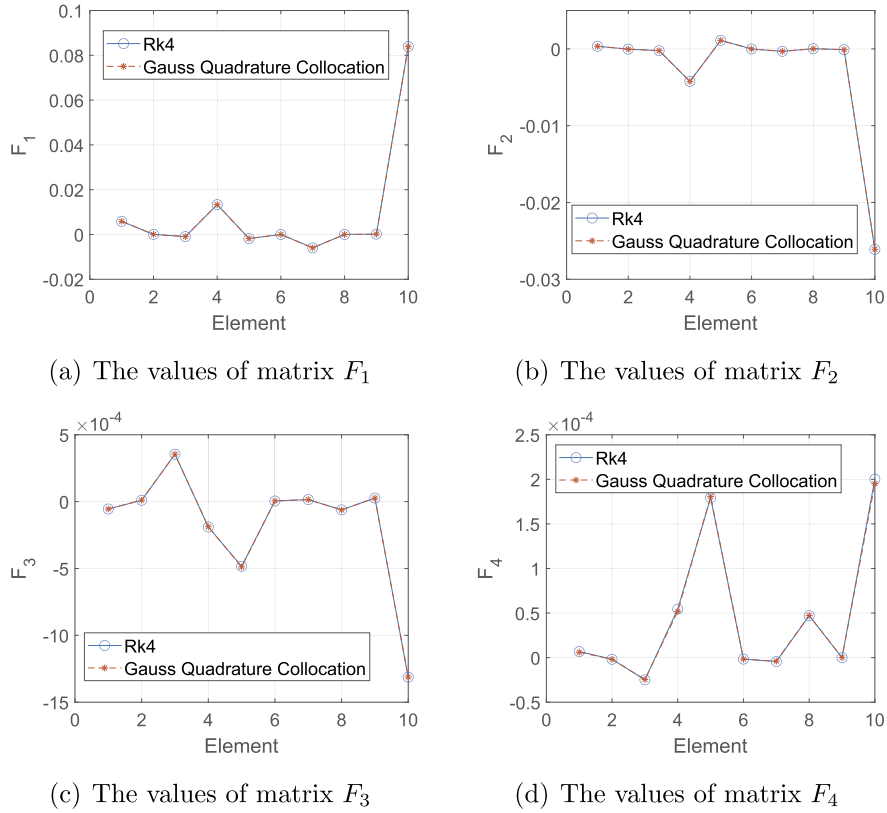 0.1
0.08
0.06
0.04
0.02
0
-0.02
F1
Rk4
Gauss Quadrature Collocation
0 2 4 6 8 10
Element
(a) The values of matrix F1
0
-0.01
-0.02
-0.03
F2
Rk4
Gauss Quadrature Collocation
0 2 4 6 8 10
Element
(b) The values of matrix F2
×10-4
5
0
-5
-10
-15
F3
Rk4
Gauss Quadrature Collocation
0 2 4 6 8 10
Element
(c) The values of matrix F3
×10-4
2.5
2
1.5
1
0.5
0
-0.5
F4
Rk4
Gauss Quadrature Collocation
0 2 4 6 8 10
Element
(d) The values of matrix F4